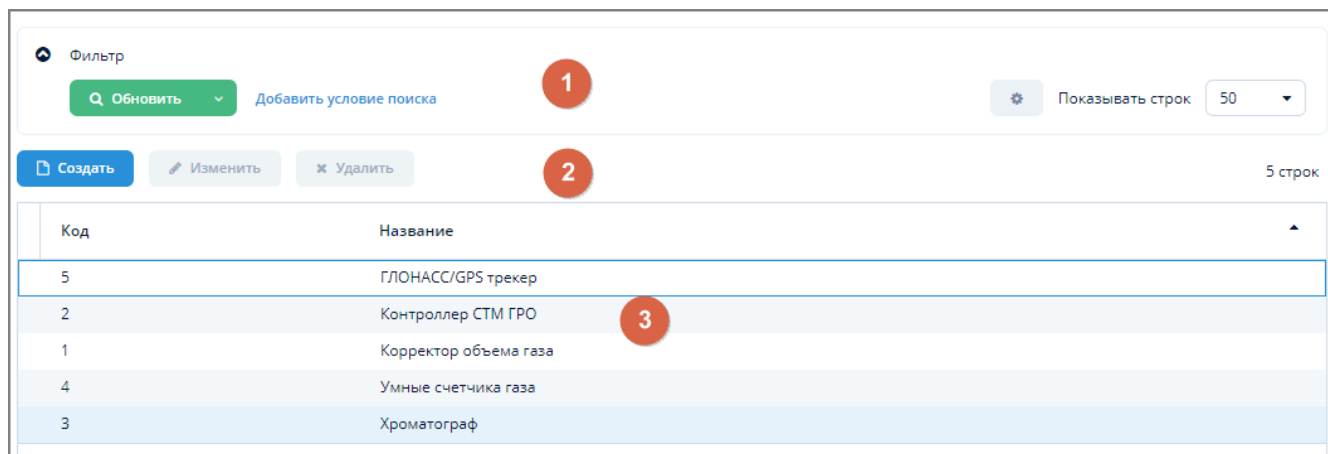 Фильтр
Обновить Добавить условие поиска 1 Показывать строк 50
Создать Изменить Удалить 2 5 строк
Код Название
5 ГЛОНАСС/GPS трекер
2 Контроллер СТМ ГРО 3
1 Корректор объема газа
4 Умные счетчика газа
3 Хроматограф